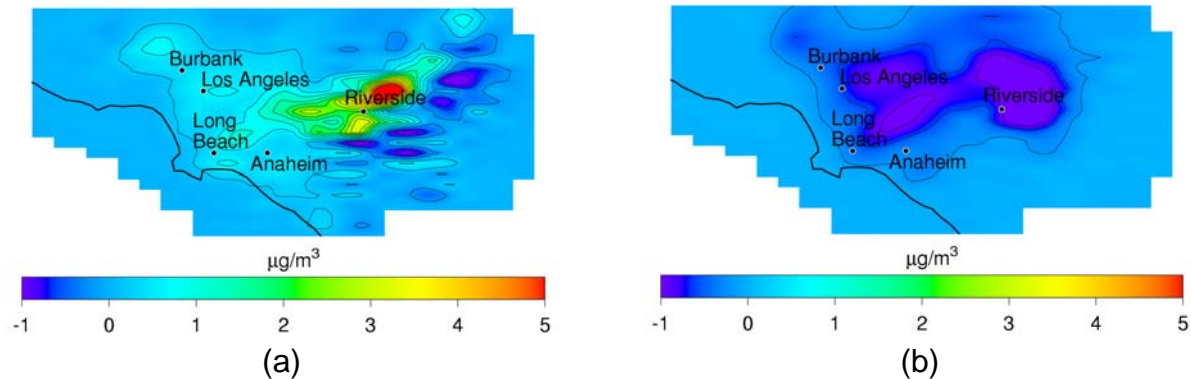 Burbank
Los Angeles
Riverside
Long
Beach
Anaheim
μg/m³
-1 0 1 2 3 4 5
(a)
Burbank
Los Angeles
Riverside
Long
Beach
Anaheim
μg/m³
-1 0 1 2 3 4 5
(b)